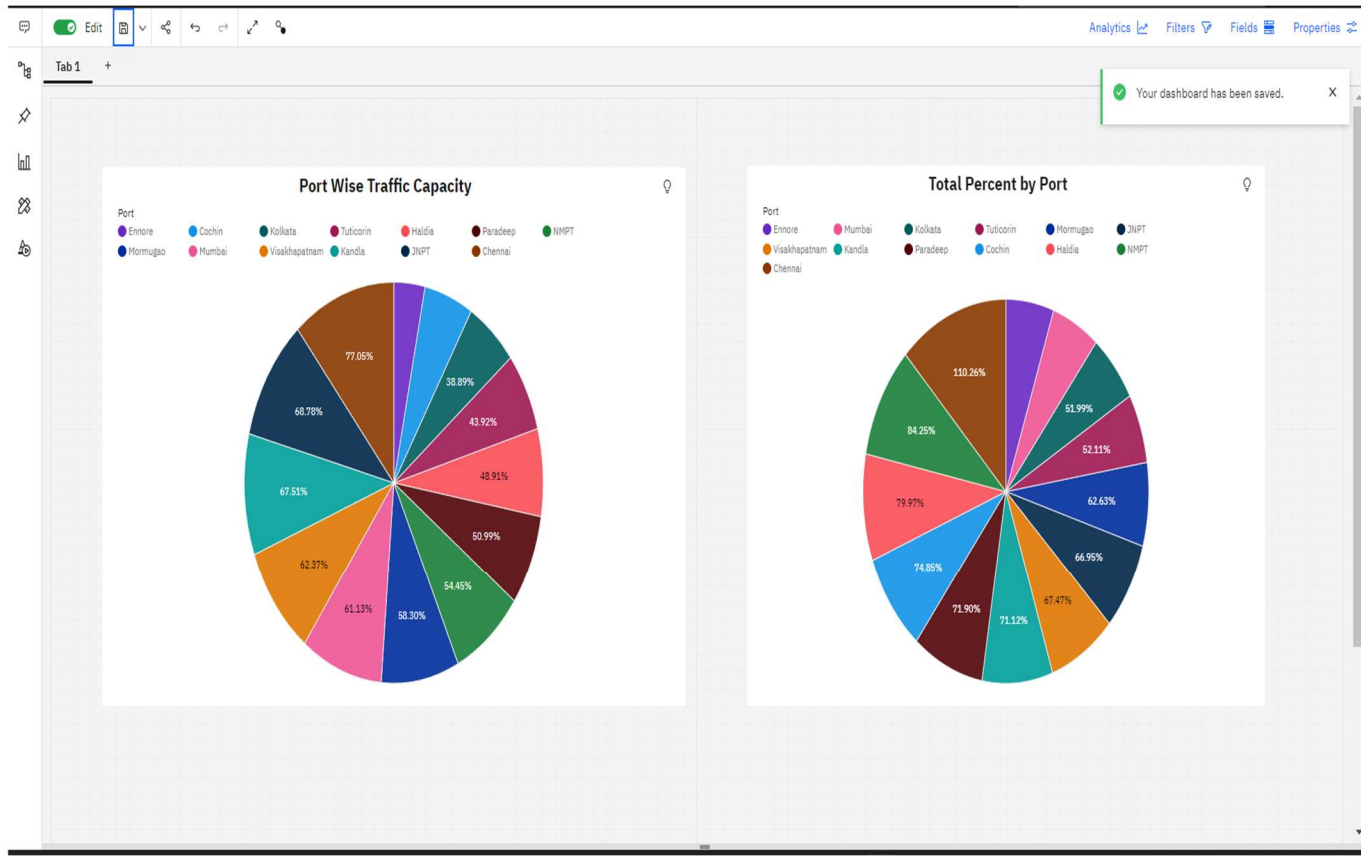 Edit
Analytics Filters Fields Properties
Tab 1 +
Your dashboard has been saved. X
Port Wise Traffic Capacity
Port
Ennore Cochin Kolkata Tuticorin Haldia Paradeep NMPT
Mormugao Mumbai Visakhapatnam Kandla JNPT Chennai
77.05%
38.89%
68.78%
43.92%
48.91%
67.51%
50.99%
62.37%
54.45%
61.13%
58.30%
Total Percent by Port
Port
Ennore Mumbai Kolkata Tuticorin Mormugao JNPT
Visakhapatnam Kandla Paradeep Cochin Haldia NMPT
Chennai
110.26%
51.99%
84.25%
52.11%
79.97%
62.63%
66.95%
74.85%
67.47%
71.90%
71.12%